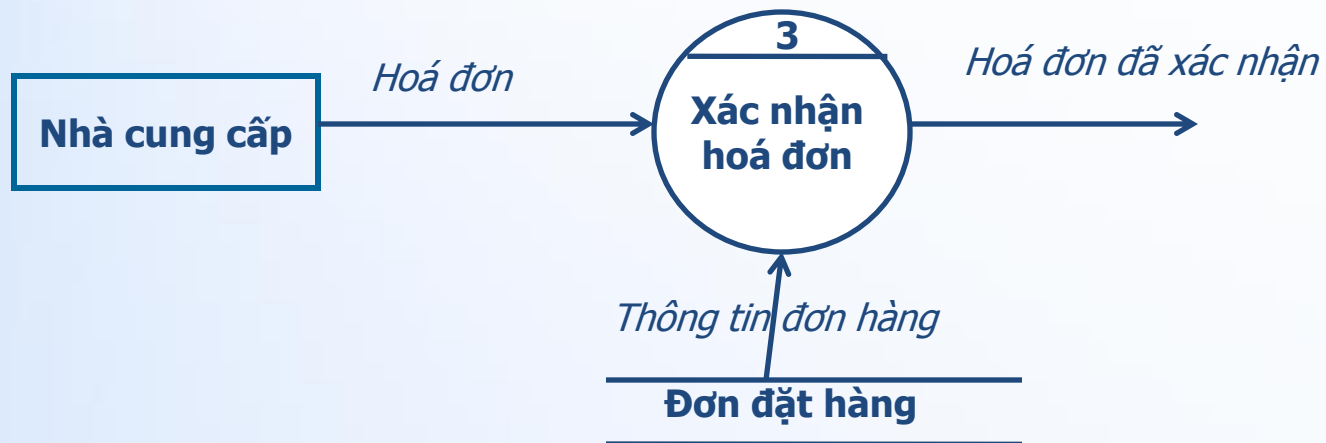 3
Hoá đơn
Hoá đơn đã xác nhận
Nhà cung cấp
Xác nhận
hoá đơn
Thông tin đơn hàng
Đơn đặt hàng